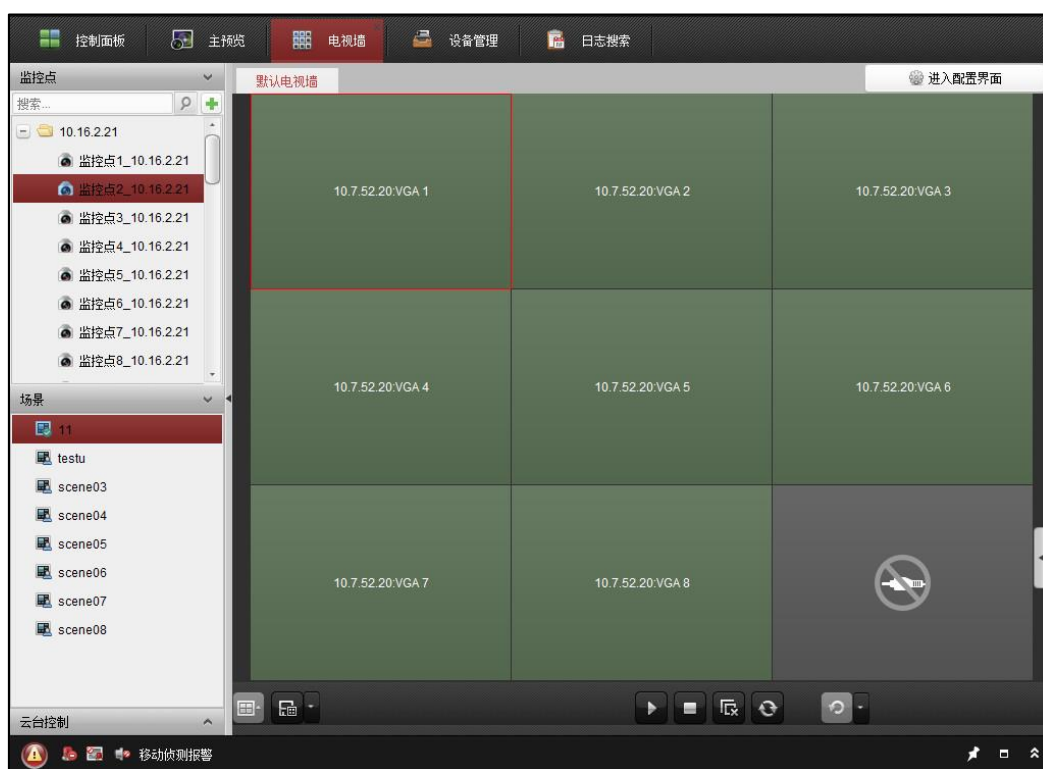 控制面板 主预览 电视墙 设备管理 日志搜索
监控点
默认电视墙
进入配置界面
搜索...
10.16.2.21
监控点1_10.16.2.21
监控点2_10.16.2.21
监控点3_10.16.2.21
监控点4_10.16.2.21
监控点5_10.16.2.21
监控点6_10.16.2.21
监控点7_10.16.2.21
监控点8_10.16.2.21
场景
11
testu
scene03
scene04
scene05
scene06
scene07
scene08
云台控制
10.7.52.20:VGA 1
10.7.52.20:VGA 2
10.7.52.20:VGA 3
10.7.52.20:VGA 4
10.7.52.20:VGA 5
10.7.52.20:VGA 6
10.7.52.20:VGA 7
10.7.52.20:VGA 8
移动侦测报警